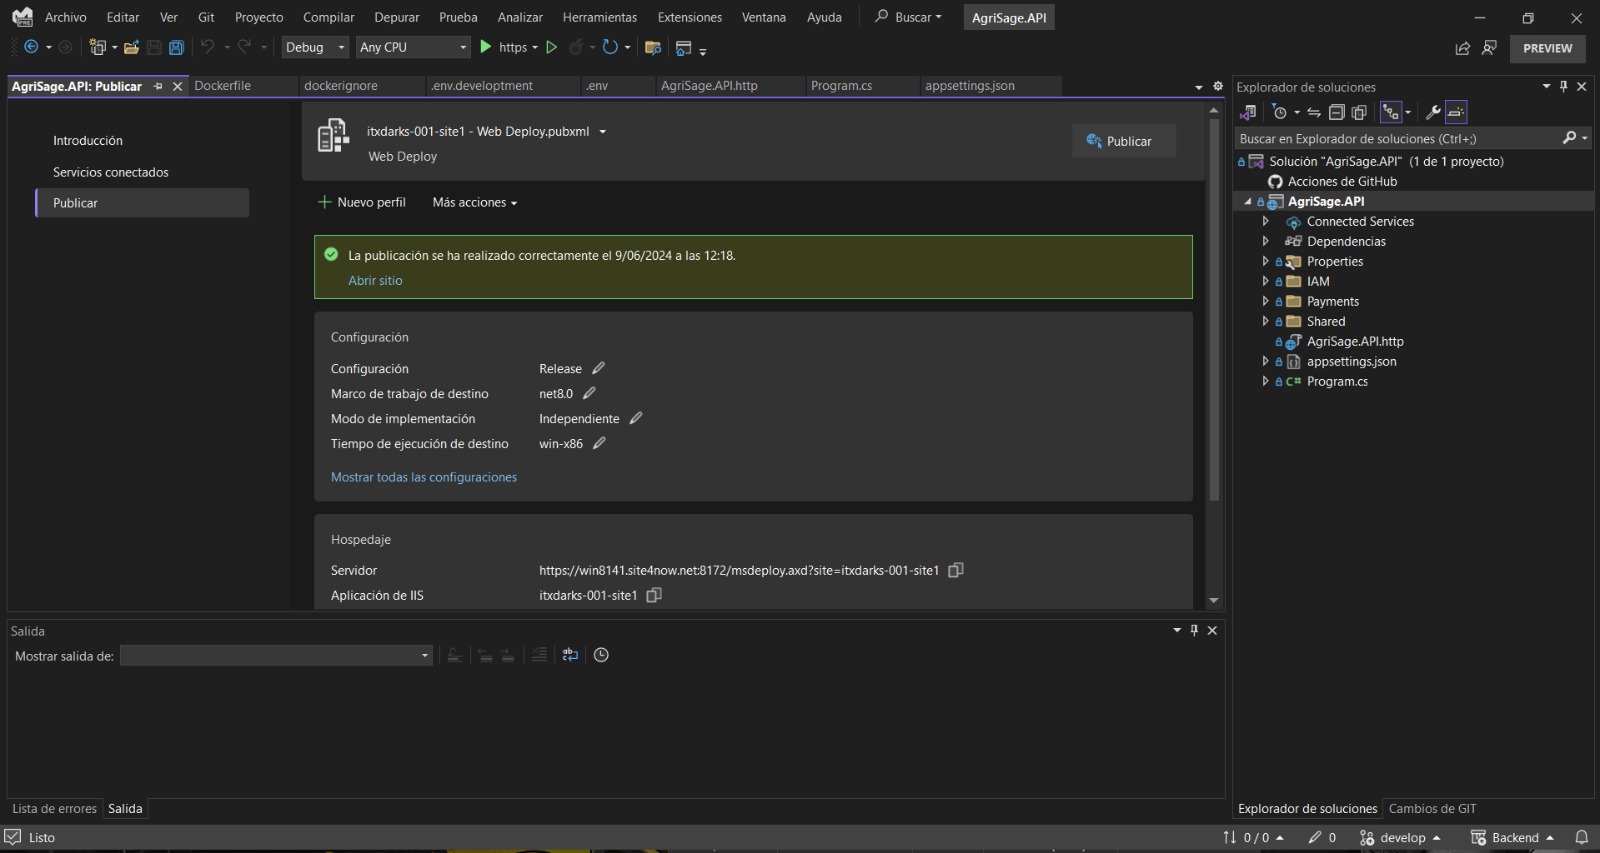 Archivo Editar Ver Git Proyecto Compilar Depurar Prueba Analizar Herramientas Extensiones Ventana Ayuda Buscar AgriSage.API
Debug Any CPU https PREVIEW
AgriSage.API: Publicar Dockerfile dockerignore .env.developtment .env AgriSage.API.http Program.cs appsettings.json
Introducción
Servicios conectados
Publicar
itxdarks-001-site1 - Web Deploy.pubxml
Web Deploy
Publicar
Nuevo perfil Más acciones
La publicación se ha realizado correctamente el 9/06/2024 a las 12:18.
Abrir sitio
Configuración
Configuración Release
Marco de trabajo de destino net8.0
Modo de implementación Independiente
Tiempo de ejecución de destino win-x86
Mostrar todas las configuraciones
Hospedaje
Servidor https://win8141.site4now.net:8172/msdeploy.axd?site=itxdarks-001-site1
Aplicación de IIS itxdarks-001-site1
Salida
Mostrar salida de:
Lista de errores Salida
Explorador de soluciones
Buscar en Explorador de soluciones (Ctrl+;)
Solución "AgriSage.API" (1 de 1 proyecto)
Acciones de GitHub
AgriSage.API
Connected Services
Dependencias
Properties
IAM
Payments
Shared
AgriSage.API.http
appsettings.json
C# Program.cs
Explorador de soluciones Cambios de GIT
Listo 0 / 0 0 develop Backend